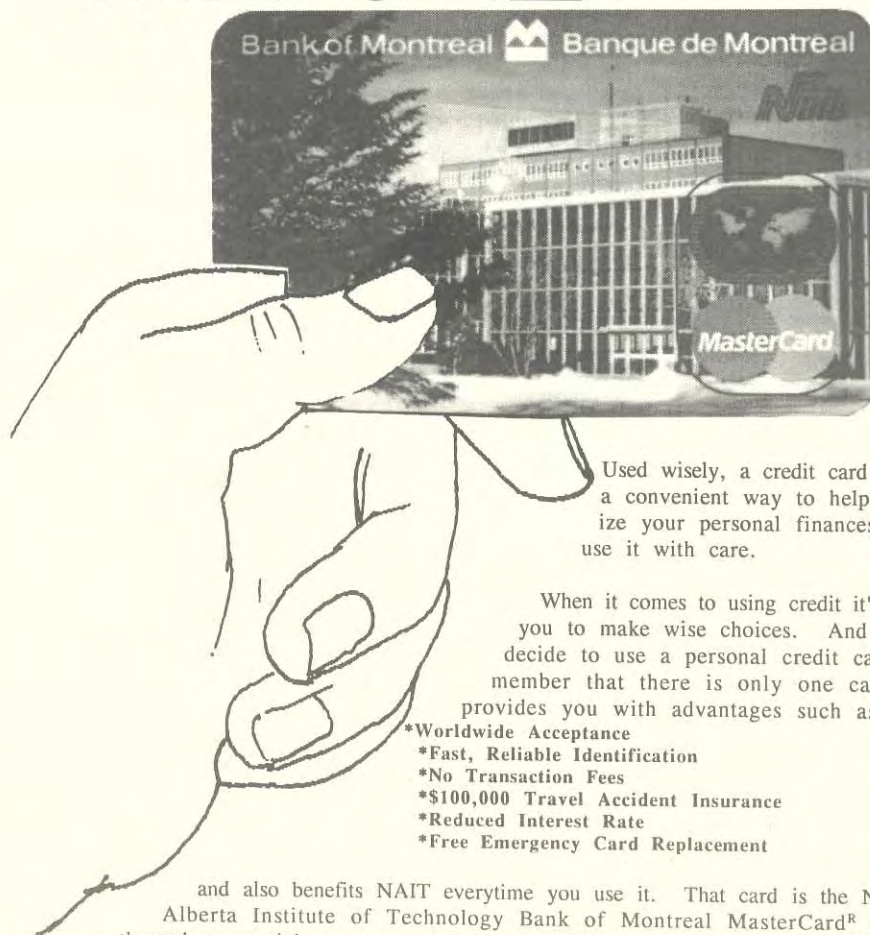 Bank of Montreal Banque de Montreal
Nait
MasterCard
Used wisely, a credit card
a convenient way to help
ize your personal finances
use it with care.
When it comes to using credit it'
you to make wise choices. And
decide to use a personal credit ca
member that there is only one ca
provides you with advantages such as
*Worldwide Acceptance
*Fast, Reliable Identification
*No Transaction Fees
*$100,000 Travel Accident Insurance
*Reduced Interest Rate
*Free Emergency Card Replacement
and also benefits NAIT everytime you use it. That card is the N
Alberta Institute of Technology Bank of Montreal MasterCardR